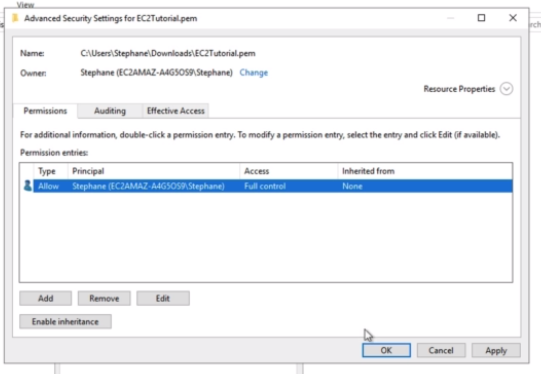 View
Advanced Security Settings for EC2Tutorial.pem
Name: C:\Users\Stephane\Downloads\EC2Tutorial.pem
Owner: Stephane (EC2AMAZ-A4G5OS9\Stephane) Change
Resource Properties
Permissions Auditing Effective Access
For additional information, double-click a permission entry. To modify a permission entry, select the entry and click Edit (if available).
Permission entries:
Type Principal Access Inherited from
Allow Stephane (EC2AMAZ-A4G5OS9\Stephane) Full control None
Add Remove Edit
Enable inheritance
OK Cancel Apply